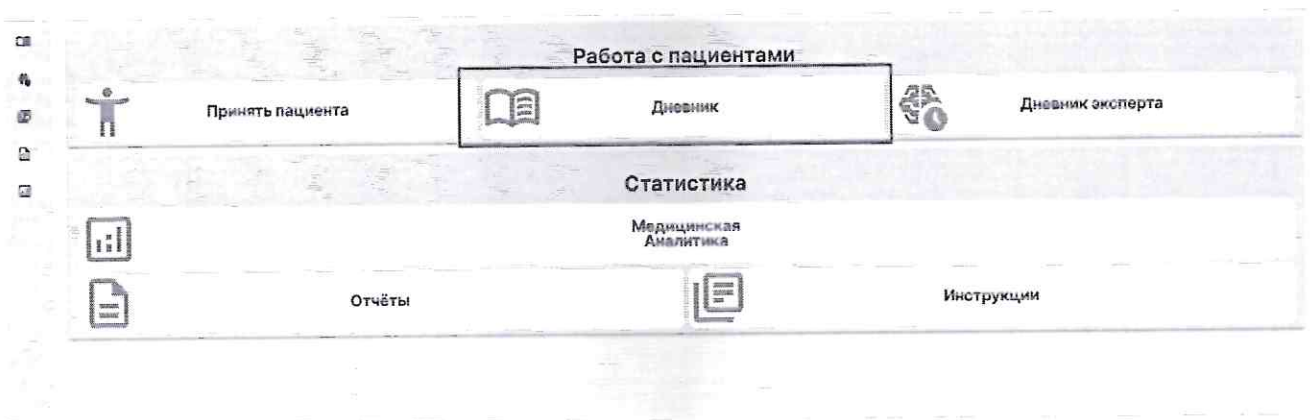 Работа с пациентами
Принять пациента
Дневник
Дневник эксперта
Статистика
Медицинская
Аналитика
Отчёты
Инструкции